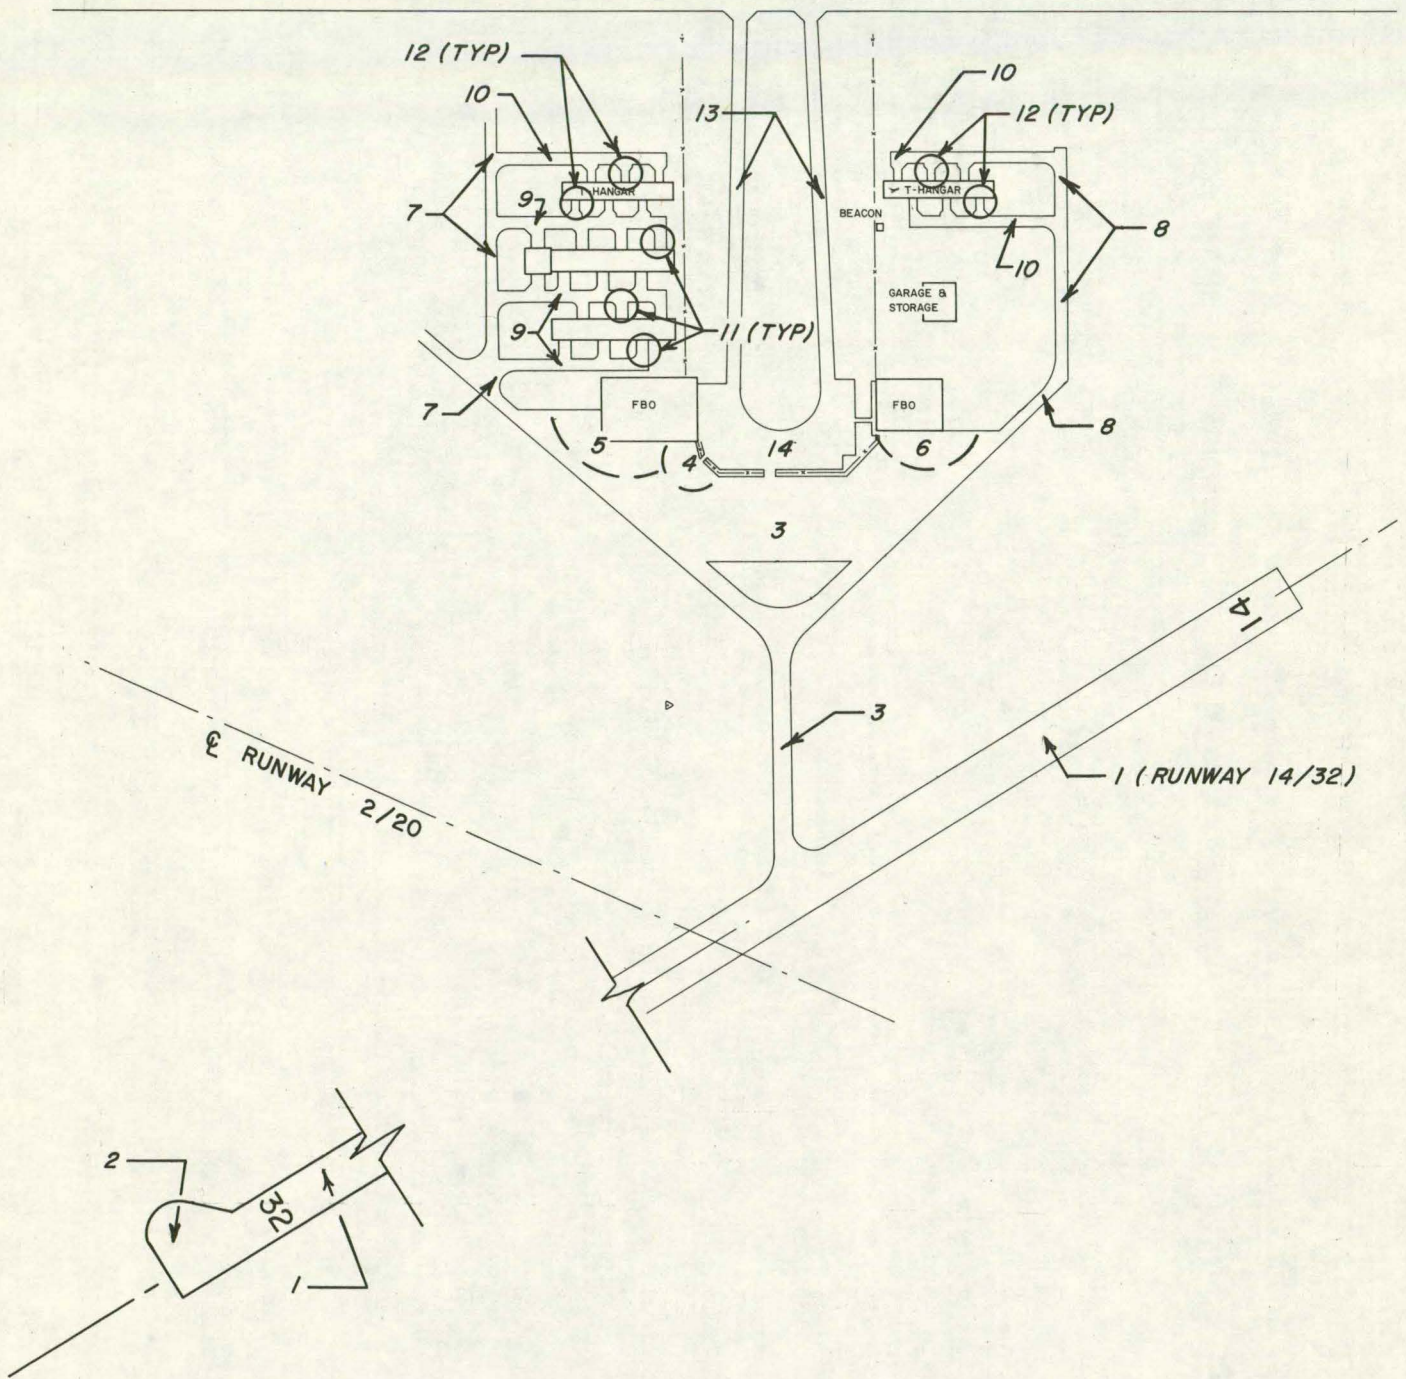 12 (TYP)
10
10
13
12 (TYP)
T-HANGAR
T-HANGAR
9
7
BEACON
8
10
GARAGE &
STORAGE
9
11 (TYP)
7
FBO
FBO
8
5
14
6
4
3
14
3
℄ RUNWAY 2/20
1 (RUNWAY 14/32)
2
32
1